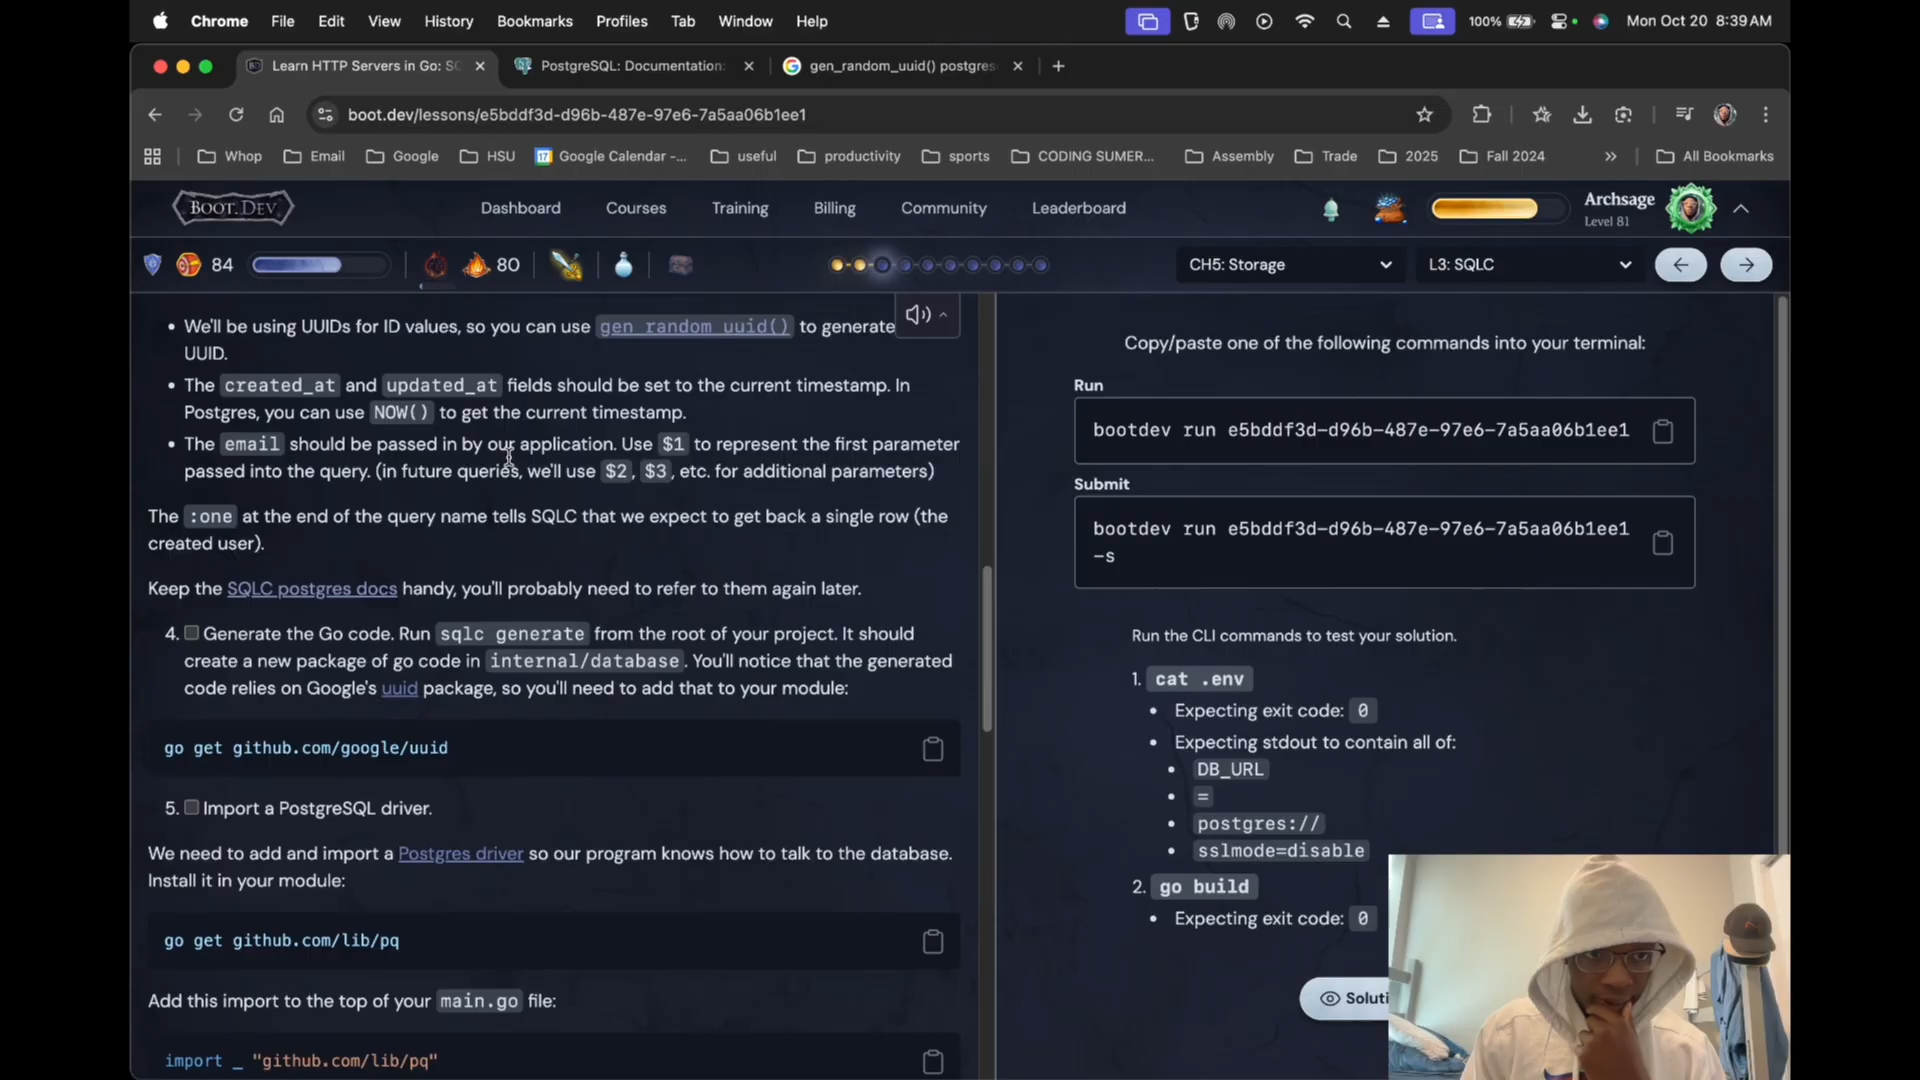 Chrome File Edit View History Bookmarks Profiles Tab Window Help 100% Mon Oct 20 8:39 AM
Learn HTTP Servers in Go: SC PostgreSQL: Documentation: gen_random_uuid() postgres
boot.dev/lessons/e5bddf3d-d96b-487e-97e6-7a5aa06b1ee1
Whop Email Google HSU 17 Google Calendar -... useful productivity sports CODING SUMER... Assembly Trade 2025 Fall 2024 » All Bookmarks
BOOT.DEV Dashboard Courses Training Billing Community Leaderboard Archsage
Level 81
84 80 CH5: Storage L3: SQLC
• We'll be using UUIDs for ID values, so you can use gen_random_uuid() to generate
UUID.
• The created_at and updated_at fields should be set to the current timestamp. In
Postgres, you can use NOW() to get the current timestamp.
• The email should be passed in by our application. Use $1 to represent the first parameter
passed into the query. (in future queries, we'll use $2, $3, etc. for additional parameters)
The :one at the end of the query name tells SQLC that we expect to get back a single row (the
created user).
Keep the SQLC postgres docs handy, you'll probably need to refer to them again later.
4. Generate the Go code. Run sqlc generate from the root of your project. It should
create a new package of go code in internal/database. You'll notice that the generated
code relies on Google's uuid package, so you'll need to add that to your module:
go get github.com/google/uuid
5. Import a PostgreSQL driver.
We need to add and import a Postgres driver so our program knows how to talk to the database.
Install it in your module:
go get github.com/lib/pq
Add this import to the top of your main.go file:
import _ "github.com/lib/pq"
Copy/paste one of the following commands into your terminal:
Run
bootdev run e5bddf3d-d96b-487e-97e6-7a5aa06b1ee1
Submit
bootdev run e5bddf3d-d96b-487e-97e6-7a5aa06b1ee1
-s
Run the CLI commands to test your solution.
1. cat .env
• Expecting exit code: 0
• Expecting stdout to contain all of:
• DB_URL
• =
• postgres://
• sslmode=disable
2. go build
• Expecting exit code: 0
Soluti